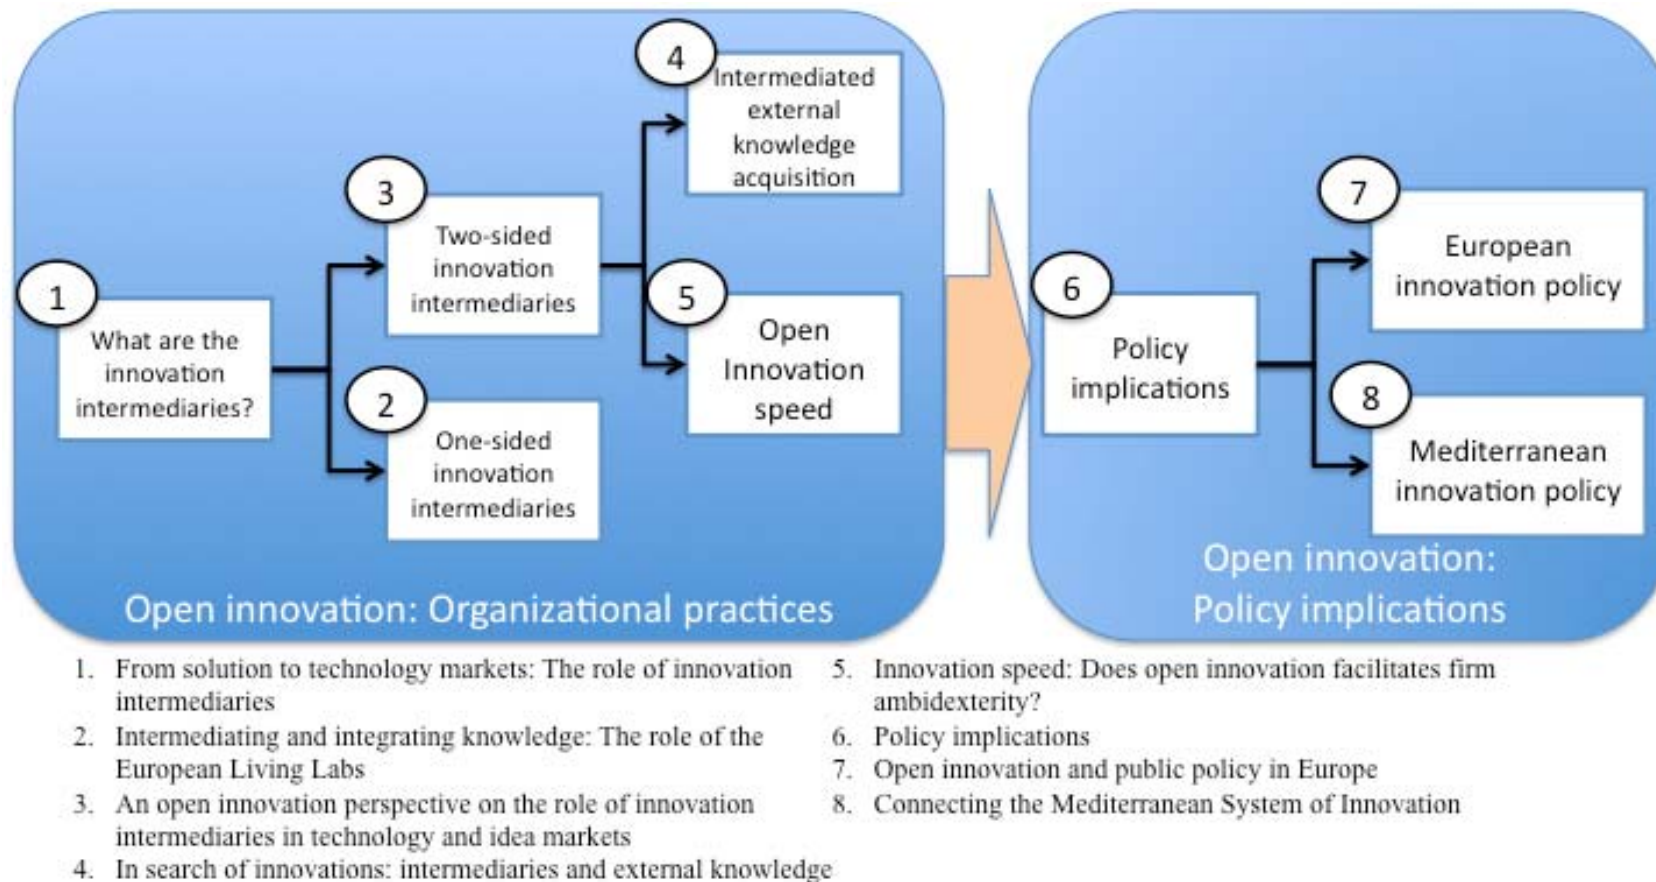 4
Intermediated
external
knowledge
acquisition
3
Two-sided
innovation
intermediaries
1
What are the
innovation
intermediaries?
5
Open
Innovation
speed
2
One-sided
innovation
intermediaries
Open innovation: Organizational practices
7
European
innovation policy
6
Policy
implications
8
Mediterranean
innovation policy
Open innovation:
Policy implications
1. From solution to technology markets: The role of innovation
intermediaries
2. Intermediating and integrating knowledge: The role of the
European Living Labs
3. An open innovation perspective on the role of innovation
intermediaries in technology and idea markets
4. In search of innovations: intermediaries and external knowledge
5. Innovation speed: Does open innovation facilitates firm
ambidexterity?
6. Policy implications
7. Open innovation and public policy in Europe
8. Connecting the Mediterranean System of Innovation